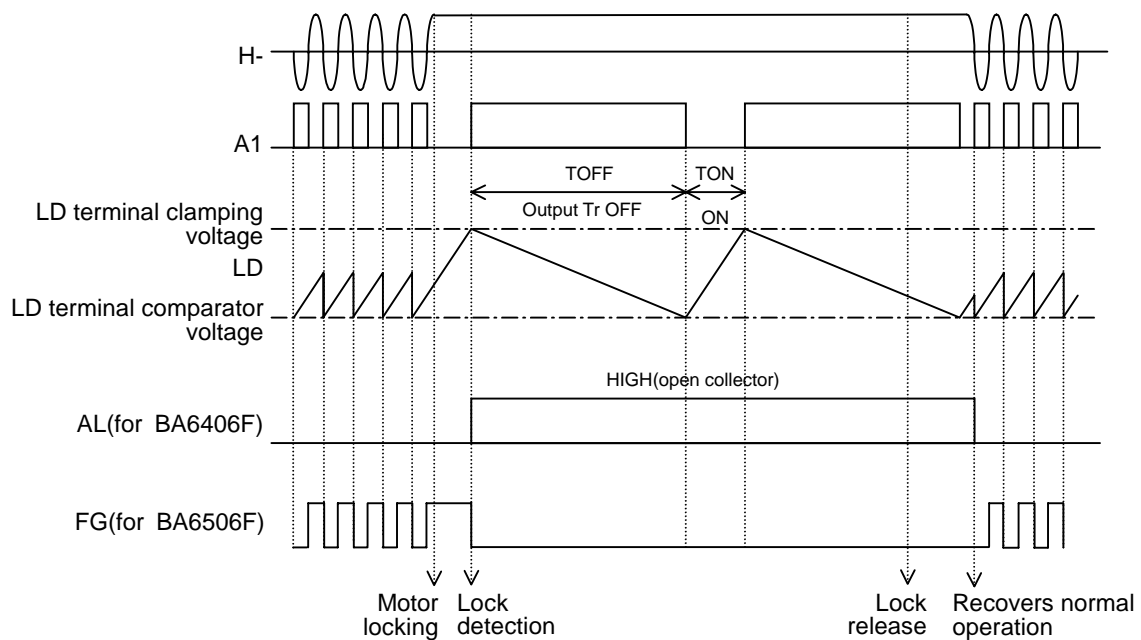 H-
A1
TOFF
TON
LD terminal clamping
voltage
Output Tr OFF
ON
LD
LD terminal comparator
voltage
HIGH(open collector)
AL(for BA6406F)
FG(for BA6506F)
Motor
locking
Lock
detection
Lock
release
Recovers normal
operation